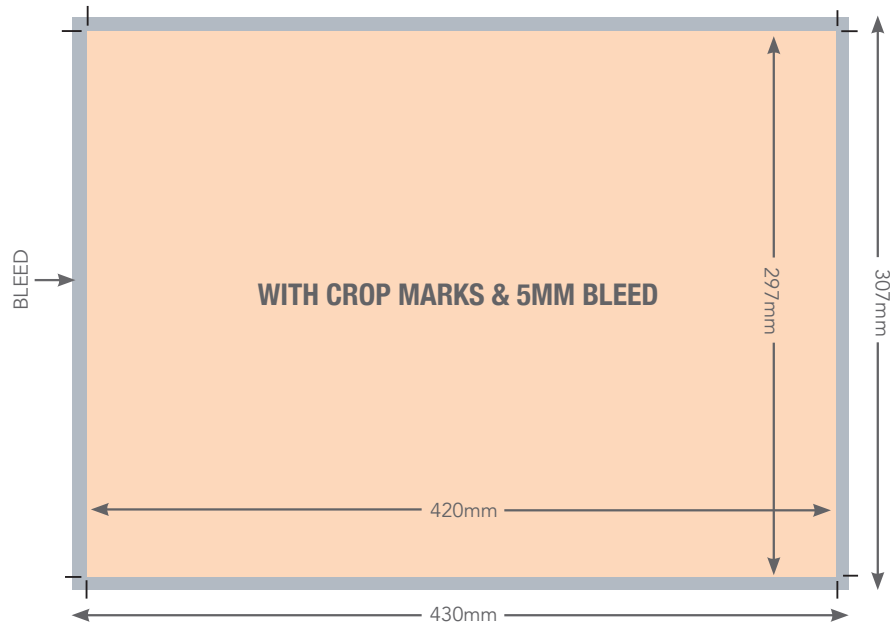 BLEED
WITH CROP MARKS & 5MM BLEED
297mm
307mm
420mm
430mm